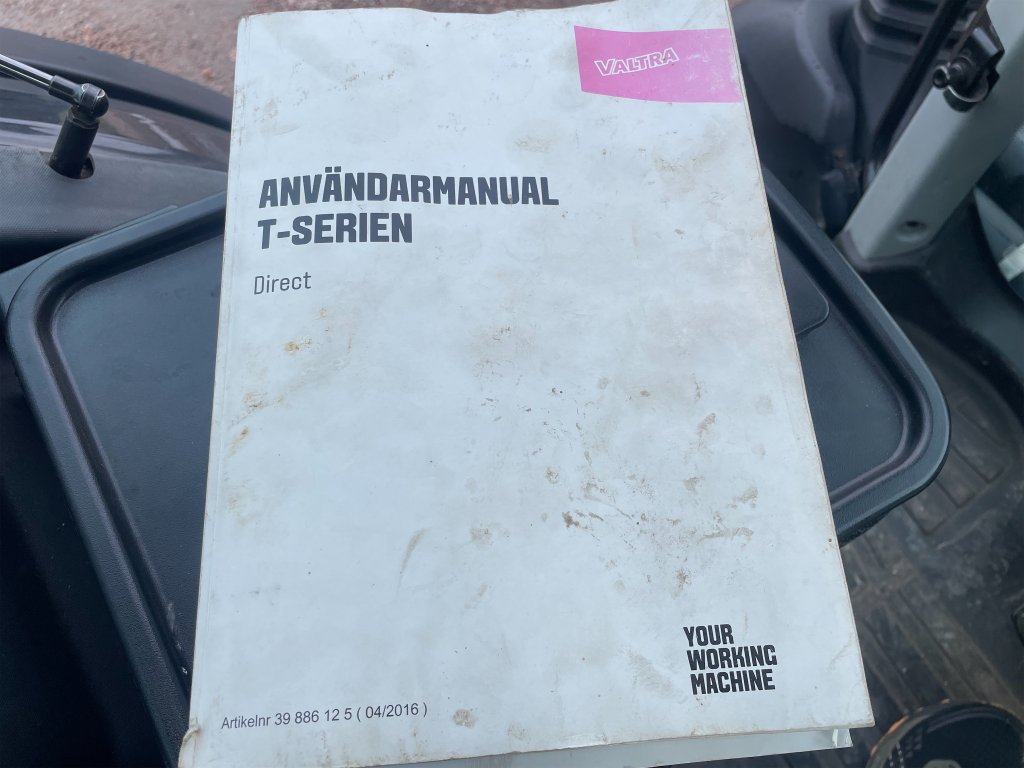 VALTRA
ANVÄNDARMANUAL
T-SERIEN
Direct
YOUR
WORKING
MACHINE
Artikelnr 39 886 12 5 ( 04/2016 )